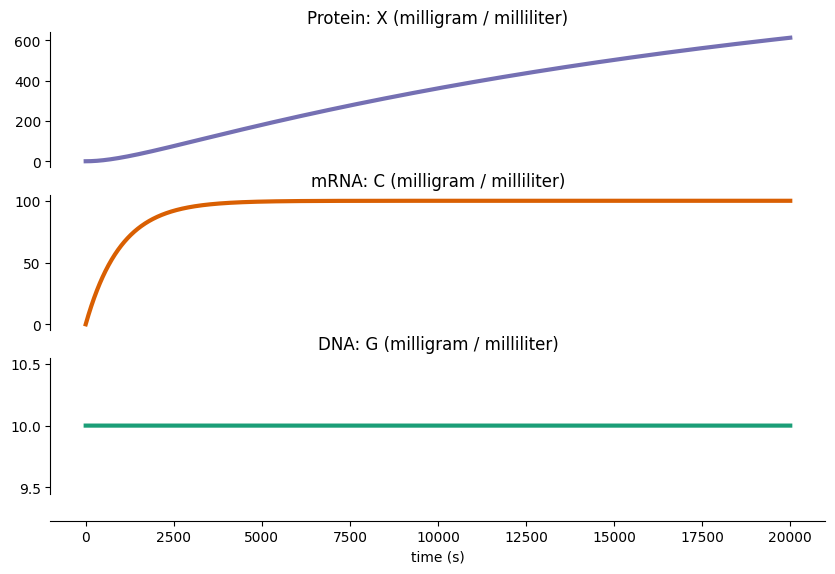 Protein: X (milligram / milliliter)
600
400
200
0
mRNA: C (milligram / milliliter)
100
50
0
DNA: G (milligram / milliliter)
10.5
10.0
9.5
0 2500 5000 7500 10000 12500 15000 17500 20000
time (s)